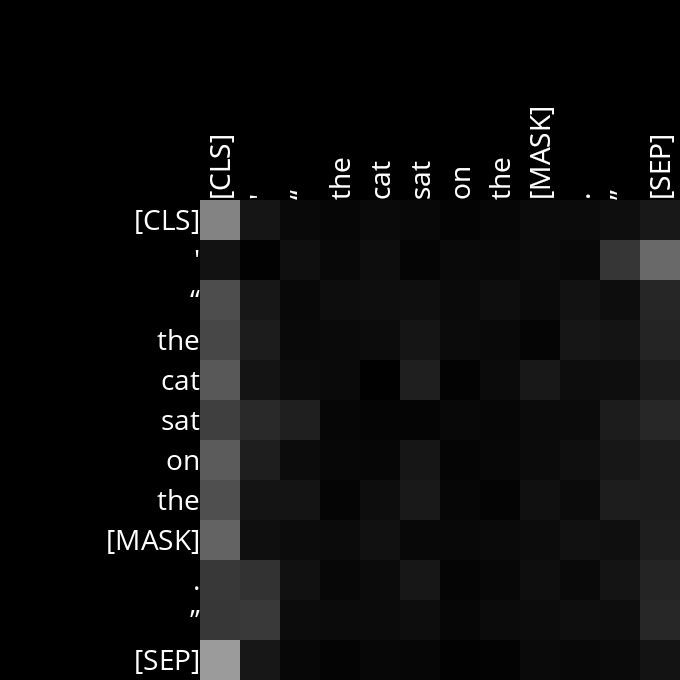 [CLS] ' “ the cat sat on the [MASK] . ” [SEP]
[CLS]
'
“
the
cat
sat
on
the
[MASK]
.
”
[SEP]